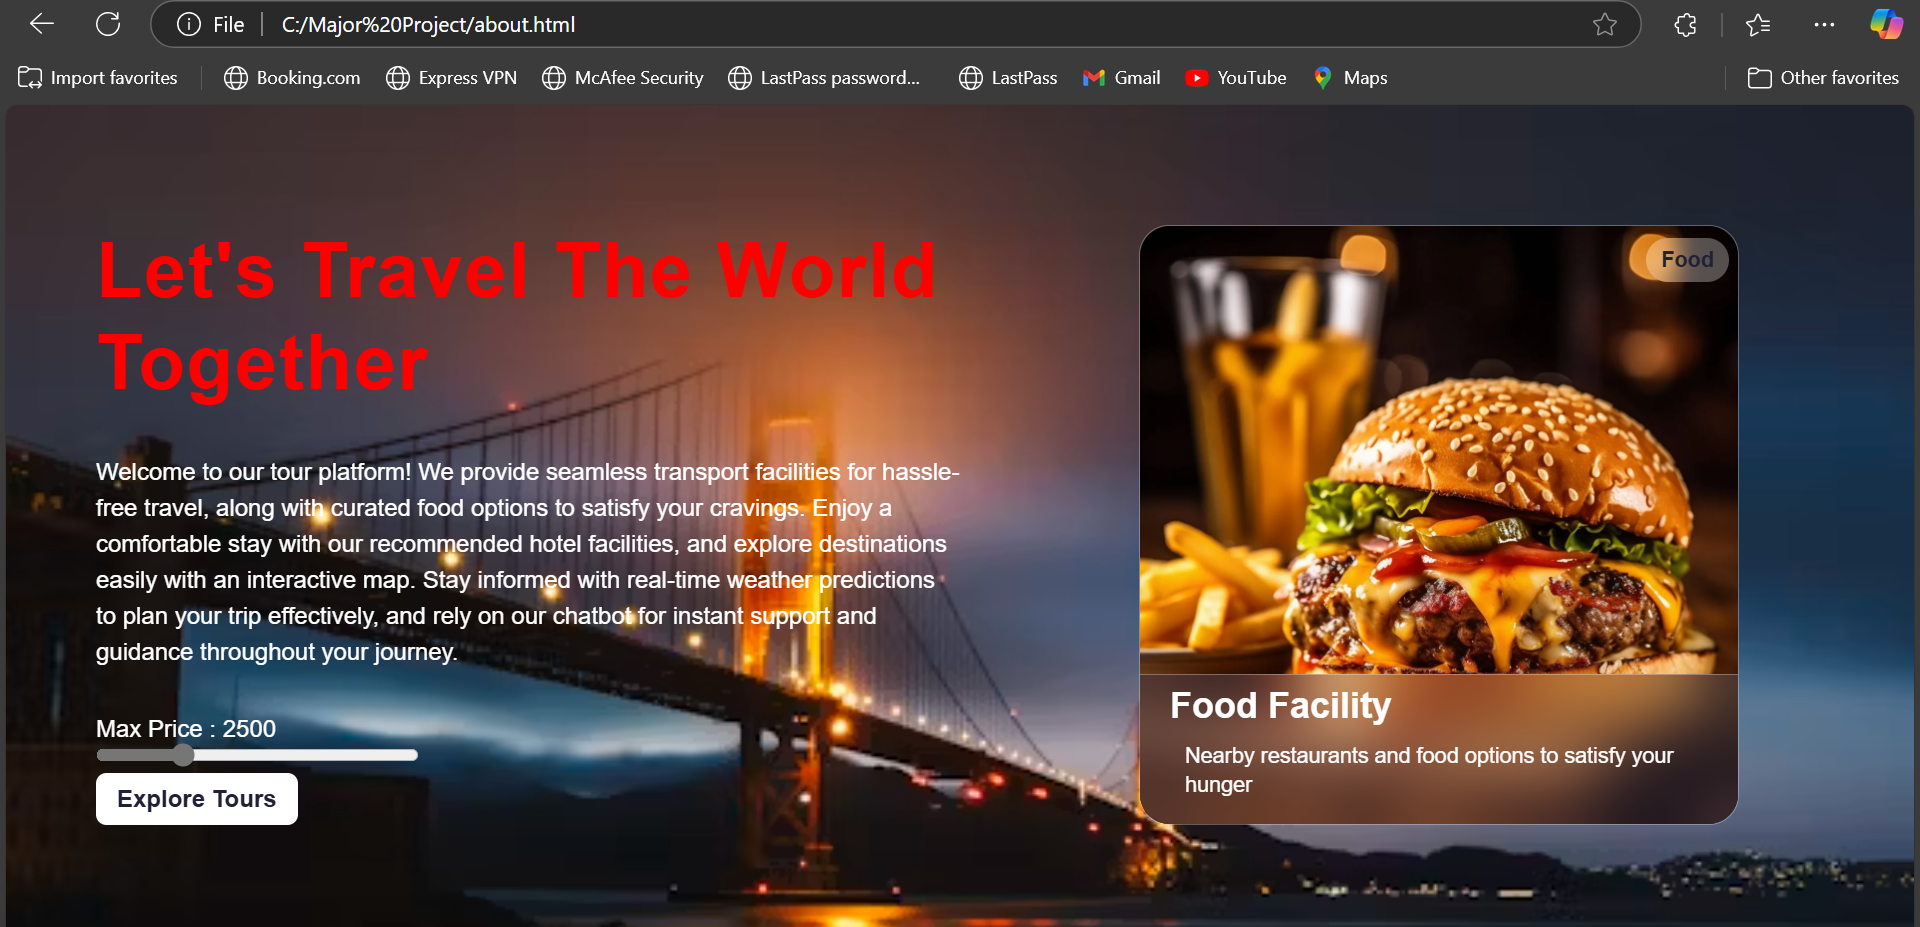 File C:/Major%20Project/about.html
Import favorites Booking.com Express VPN McAfee Security LastPass password... LastPass Gmail YouTube Maps Other favorites
Let's Travel The World
Together
Welcome to our tour platform! We provide seamless transport facilities for hassle-
free travel, along with curated food options to satisfy your cravings. Enjoy a
comfortable stay with our recommended hotel facilities, and explore destinations
easily with an interactive map. Stay informed with real-time weather predictions
to plan your trip effectively, and rely on our chatbot for instant support and
guidance throughout your journey.
Max Price : 2500
Explore Tours
Food
Food Facility
Nearby restaurants and food options to satisfy your
hunger